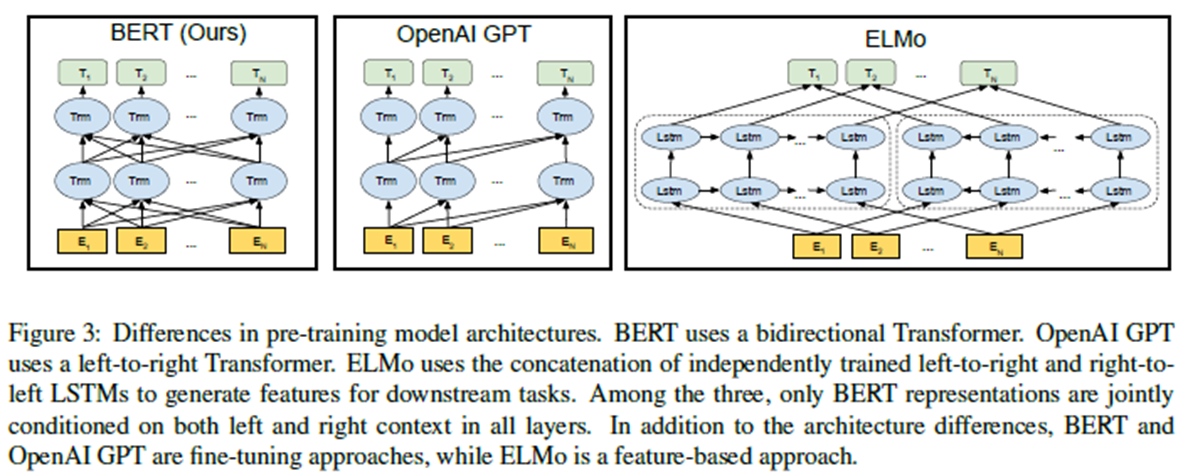 BERT (Ours)
T1 T2 ... TN
Trm Trm ... Trm
Trm Trm ... Trm
E1 E2 ... EN
OpenAI GPT
T1 T2 ... TN
Trm Trm ... Trm
Trm Trm ... Trm
E1 E2 ... EN
ELMo
T1 T2 ... TN
Lstm Lstm ... Lstm Lstm Lstm ... Lstm
Lstm Lstm ... Lstm Lstm Lstm ... Lstm
E1 E2 ... EN
Figure 3: Differences in pre-training model architectures. BERT uses a bidirectional Transformer. OpenAI GPT
uses a left-to-right Transformer. ELMo uses the concatenation of independently trained left-to-right and right-to-
left LSTMs to generate features for downstream tasks. Among the three, only BERT representations are jointly
conditioned on both left and right context in all layers. In addition to the architecture differences, BERT and
OpenAI GPT are fine-tuning approaches, while ELMo is a feature-based approach.